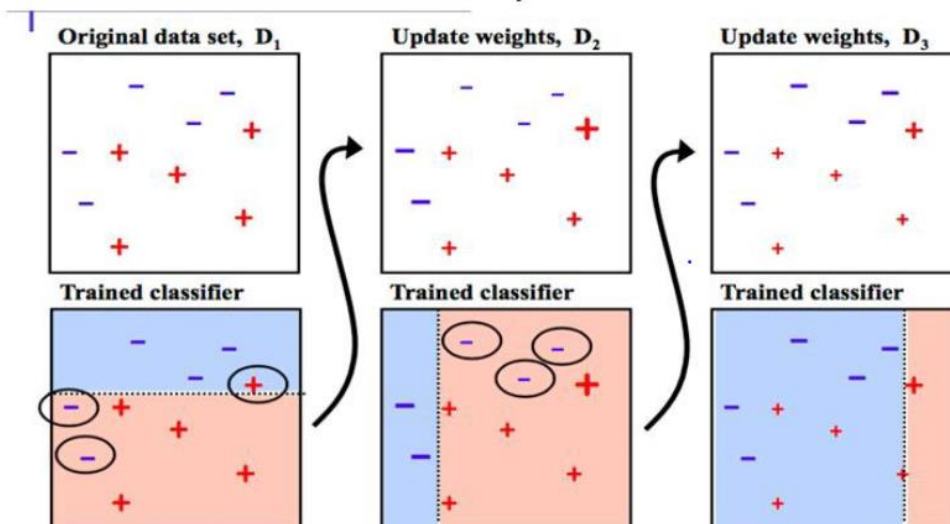 Original data set, D₁
Update weights, D₂
Update weights, D₃
Trained classifier
Trained classifier
Trained classifier